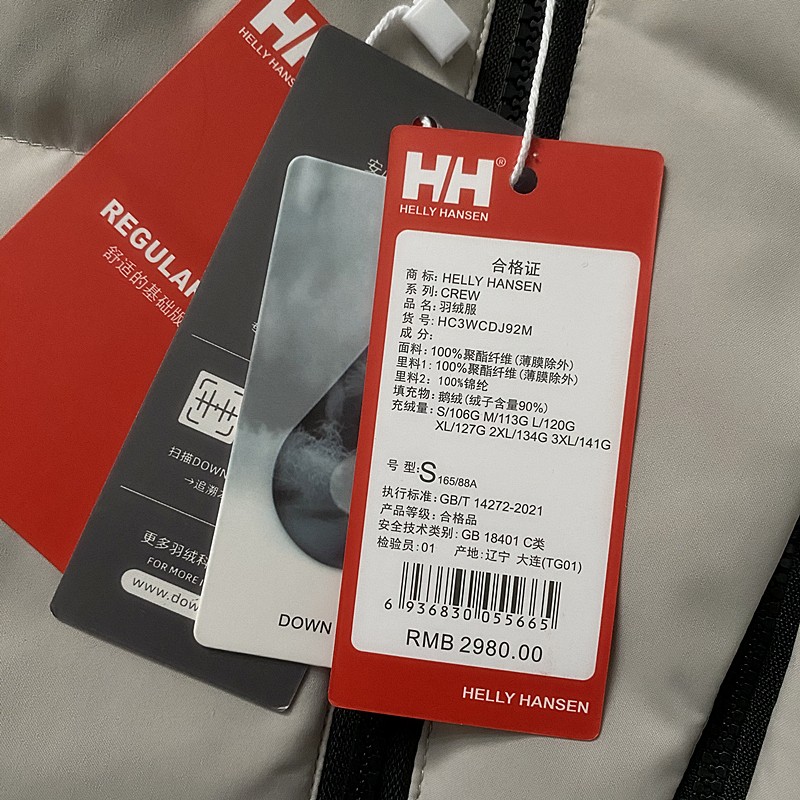 HH
HELLY HANSEN
REGULAR
舒适的基础版
扫描DOWN
→追溯
更多羽绒科
FOR MORE I
www.dow
DOWN
HH®
HELLY HANSEN
合格证
商 标: HELLY HANSEN
系 列: CREW
品 名: 羽绒服
货 号: HC3WCDJ92M
成 分:
面料: 100%聚酯纤维(薄膜除外)
里料1: 100%聚酯纤维(薄膜除外)
里料2: 100%锦纶
填充物: 鹅绒(绒子含量90%)
充绒量: S/106G M/113G L/120G
XL/127G 2XL/134G 3XL/141G
号 型: S 165/88A
执行标准: GB/T 14272-2021
产品等级: 合格品
安全技术类别: GB 18401 C类
检验员: 01 产地: 辽宁 大连(TG01)
6 936830 055665
RMB 2980.00
HELLY HANSEN